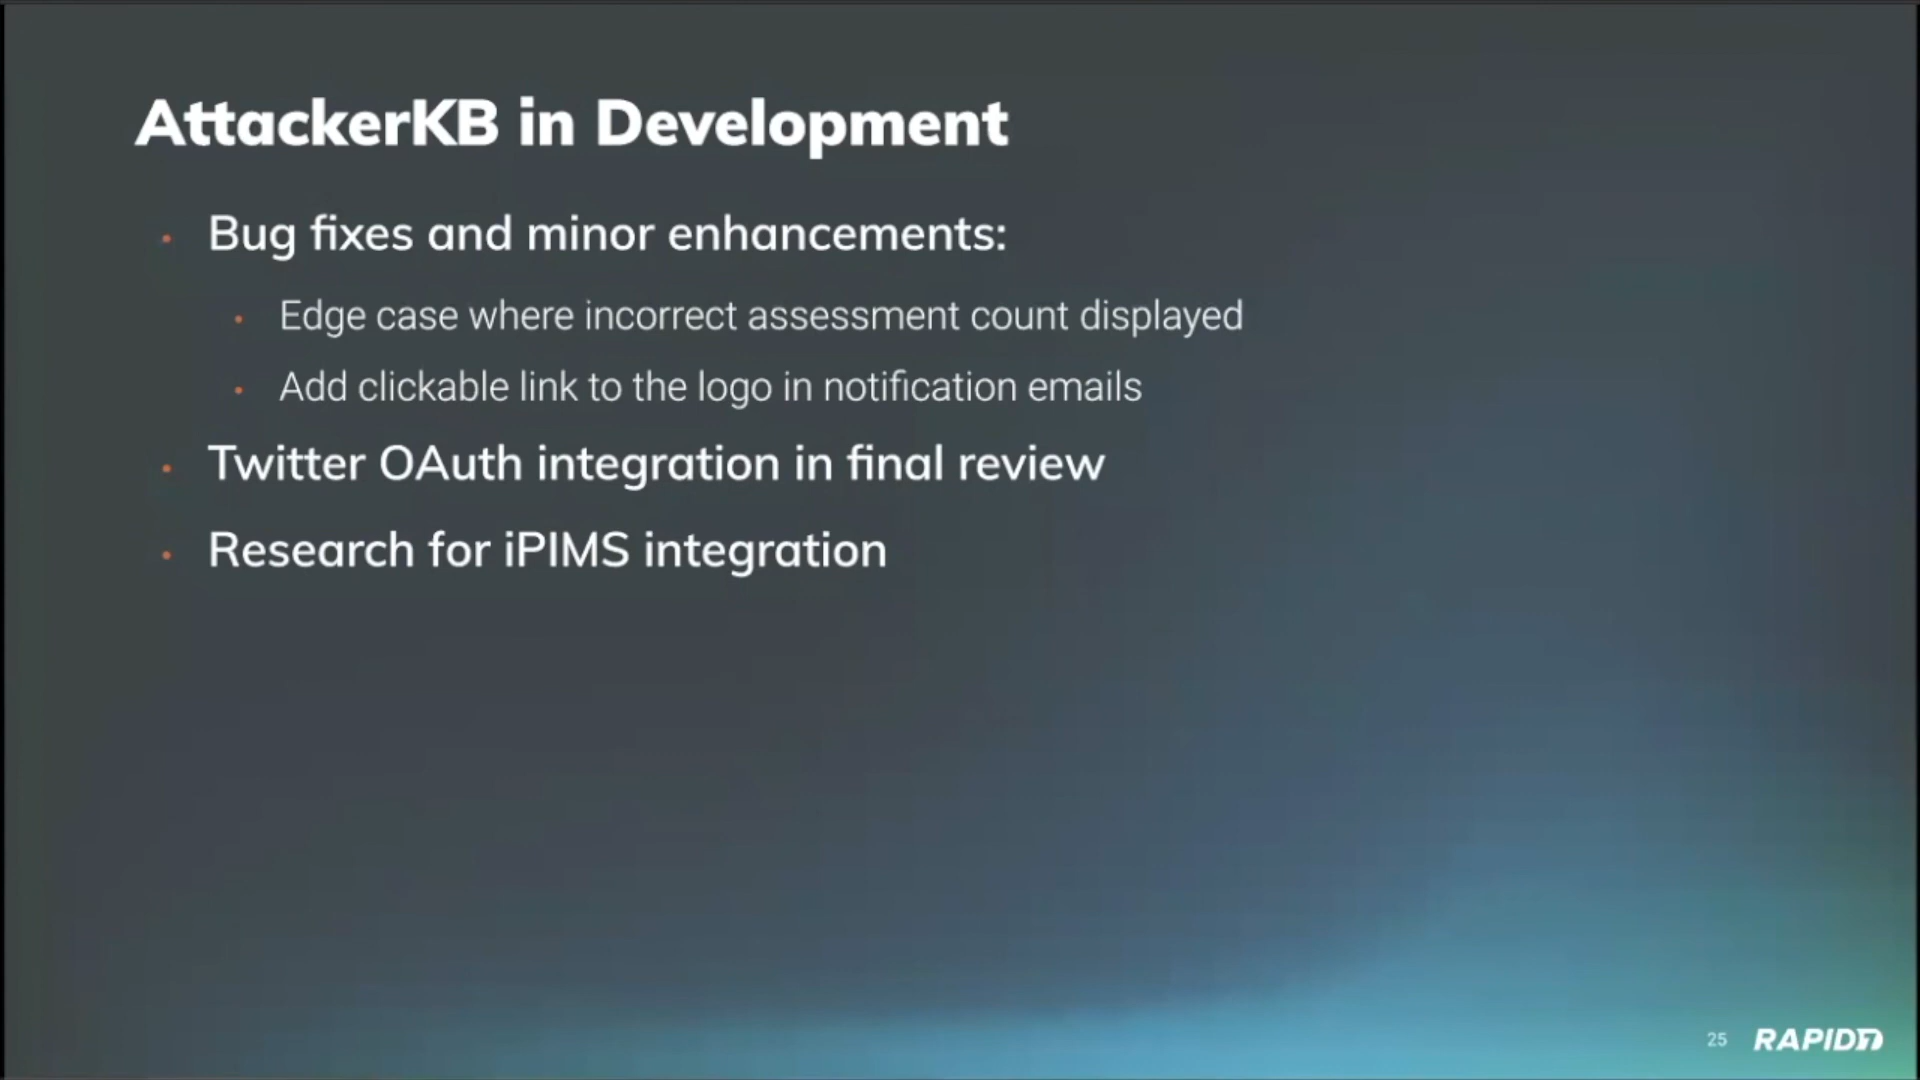 AttackerKB in Development
• Bug fixes and minor enhancements:
• Edge case where incorrect assessment count displayed
• Add clickable link to the logo in notification emails
• Twitter OAuth integration in final review
• Research for iPIMS integration
25 RAPID7